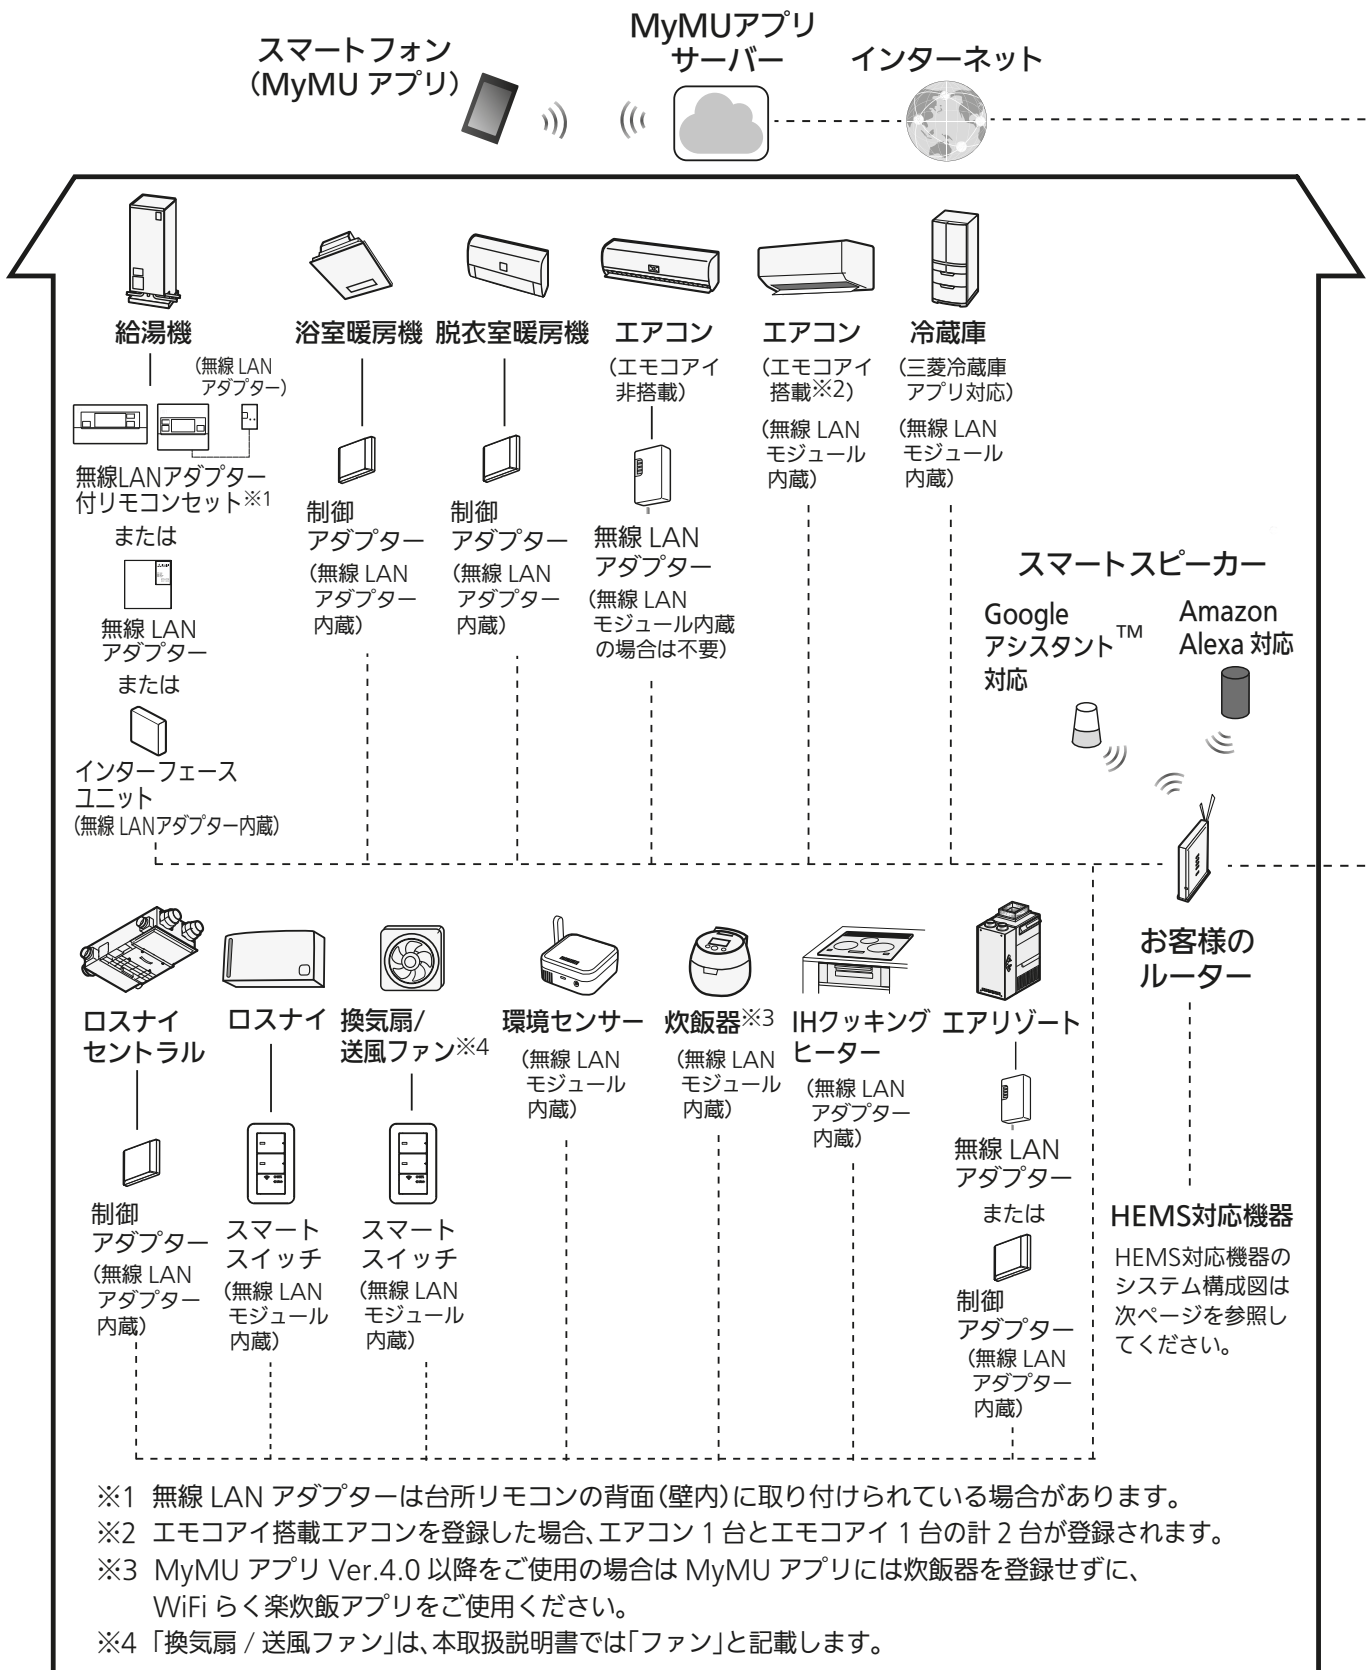 スマートフォン
（MyMU アプリ）
MyMUアプリ
サーバー
インターネット
給湯機
（無線 LAN
アダプター）
無線LANアダプター
付リモコンセット※1
または
無線 LAN
アダプター
または
インターフェース
ユニット
（無線 LANアダプター内蔵）
浴室暖房機
制御
アダプター
（無線 LAN
アダプター
内蔵）
脱衣室暖房機
制御
アダプター
（無線 LAN
アダプター
内蔵）
エアコン
（エモコアイ
非搭載）
無線 LAN
アダプター
（無線 LAN
モジュール内蔵
の場合は不要）
エアコン
（エモコアイ
搭載※2）
（無線 LAN
モジュール
内蔵）
冷蔵庫
（三菱冷蔵庫
アプリ対応）
（無線 LAN
モジュール
内蔵）
スマートスピーカー
Google
アシスタント™
対応
Amazon
Alexa 対応
お客様の
ルーター
ロスナイ
セントラル
制御
アダプター
（無線 LAN
アダプター
内蔵）
ロスナイ
スマート
スイッチ
（無線 LAN
モジュール
内蔵）
換気扇/
送風ファン※4
スマート
スイッチ
（無線 LAN
モジュール
内蔵）
環境センサー
（無線 LAN
モジュール
内蔵）
炊飯器※3
（無線 LAN
モジュール
内蔵）
IHクッキング
ヒーター
（無線 LAN
アダプター
内蔵）
エアリゾート
無線 LAN
アダプター
または
制御
アダプター
（無線 LAN
アダプター
内蔵）
HEMS対応機器
HEMS対応機器の
システム構成図は
次ページを参照し
てください。
※1 無線 LAN アダプターは台所リモコンの背面（壁内）に取り付けられている場合があります。
※2 エモコアイ搭載エアコンを登録した場合、エアコン 1 台とエモコアイ 1 台の計 2 台が登録されます。
※3 MyMU アプリ Ver.4.0 以降をご使用の場合は MyMU アプリには炊飯器を登録せずに、
WiFi らく楽炊飯アプリをご使用ください。
※4 「換気扇 / 送風ファン」は、本取扱説明書では「ファン」と記載します。